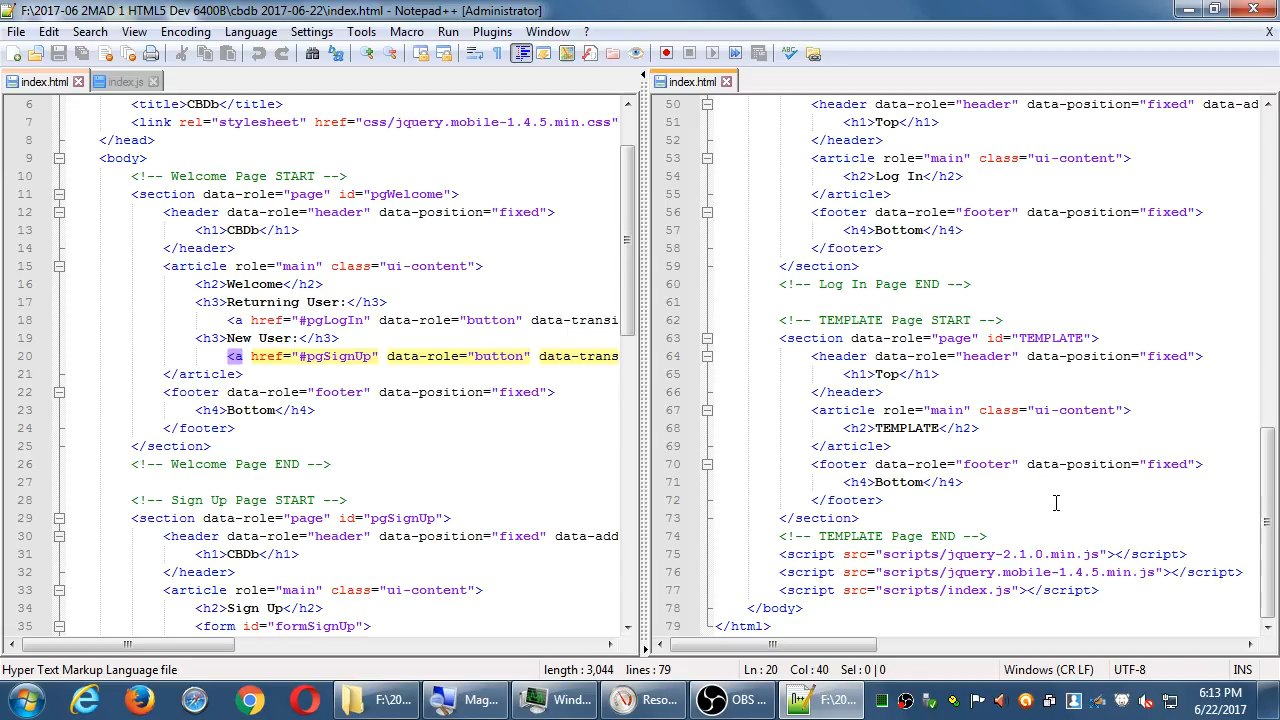 F:\2017-06 2MAD 1 HTML5 Dev 6400B\cbdb 2017-06-22\index.html - Notepad++ [Administrator]
File Edit Search View Encoding Language Settings Tools Macro Run Plugins Window ? X
index.html index.js
6 <title>CBDb</title>
7 <link rel="stylesheet" href="css/jquery.mobile-1.4.5.min.css"
8 </head>
9 <body>
10 <!-- Welcome Page START -->
11 <section data-role="page" id="pgWelcome">
12 <header data-role="header" data-position="fixed">
13 <h1>CBDb</h1>
14 </header>
15 <article role="main" class="ui-content">
16 <h2>Welcome</h2>
17 <h3>Returning User:</h3>
18 <a href="#pgLogIn" data-role="button" data-transi
19 <h3>New User:</h3>
20 <a href="#pgSignUp" data-role="button" data-trans
21 </article>
22 <footer data-role="footer" data-position="fixed">
23 <h4>Bottom</h4>
24 </footer>
25 </section>
26 <!-- Welcome Page END -->
27
28 <!-- Sign Up Page START -->
29 <section data-role="page" id="pgSignUp">
30 <header data-role="header" data-position="fixed" data-add
31 <h1>CBDb</h1>
32 </header>
33 <article role="main" class="ui-content">
34 <h2>Sign Up</h2>
35 <form id="formSignUp">
index.html
50 <header data-role="header" data-position="fixed" data-ad
51 <h1>Top</h1>
52 </header>
53 <article role="main" class="ui-content">
54 <h2>Log In</h2>
55 </article>
56 <footer data-role="footer" data-position="fixed">
57 <h4>Bottom</h4>
58 </footer>
59 </section>
60 <!-- Log In Page END -->
61
62 <!-- TEMPLATE Page START -->
63 <section data-role="page" id="TEMPLATE">
64 <header data-role="header" data-position="fixed">
65 <h1>Top</h1>
66 </header>
67 <article role="main" class="ui-content">
68 <h2>TEMPLATE</h2>
69 </article>
70 <footer data-role="footer" data-position="fixed">
71 <h4>Bottom</h4>
72 </footer>
73 </section>
74 <!-- TEMPLATE Page END -->
75 <script src="scripts/jquery-2.1.0.min.js"></script>
76 <script src="scripts/jquery.mobile-1.4.5.min.js"></script>
77 <script src="scripts/index.js"></script>
78 </body>
79 </html>
Hyper Text Markup Language file length : 3,044 lines : 79 Ln : 20 Col : 40 Sel : 0 | 0 Windows (CR LF) UTF-8 INS
F:\20... Mag... Wind... Reso... OBS ... F:\20... 6:13 PM
6/22/2017